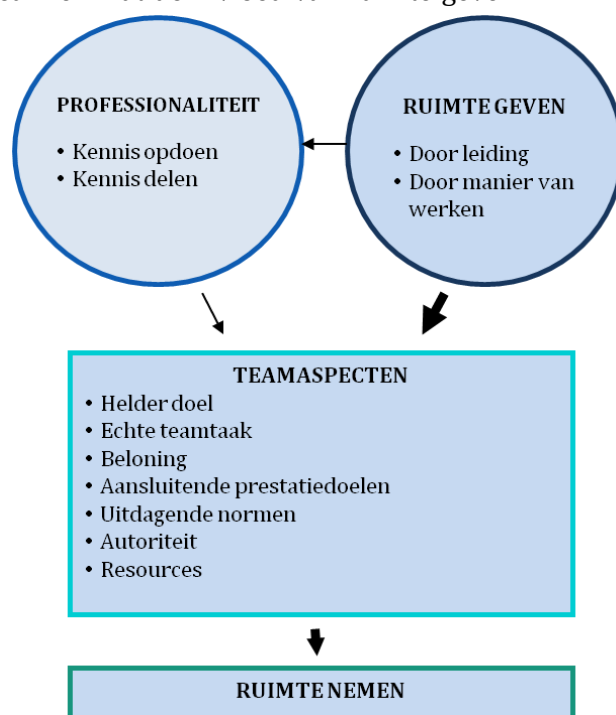 PROFESSIONALITEIT
• Kennis opdoen
• Kennis delen
RUIMTE GEVEN
• Door leiding
• Door manier van
werken
TEAMASPECTEN
• Helder doel
• Echte teamtaak
• Beloning
• Aansluitende prestatiedoelen
• Uitdagende normen
• Autoriteit
• Resources
RUIMTE NEMEN